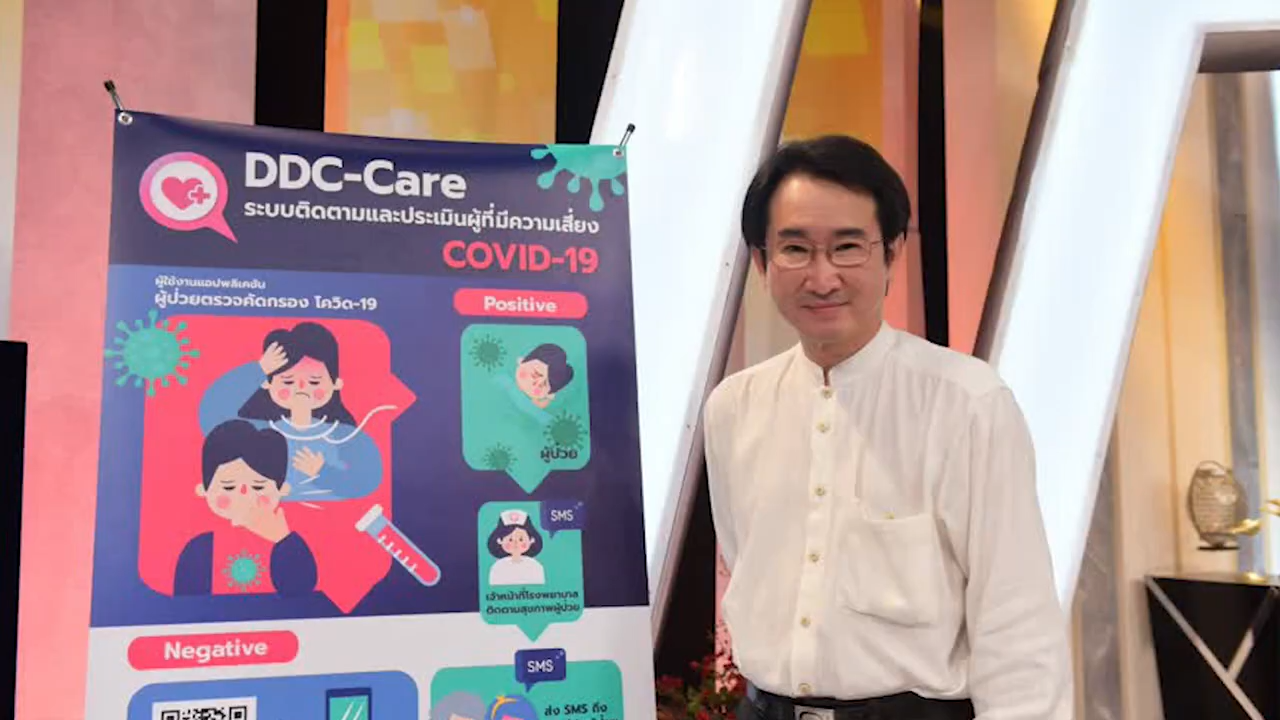 DDC-Care
ระบบติดตามและประเมินผู้ที่มีความเสี่ยง
COVID-19
ผู้ใช้งานแอปพลิเคชัน
ผู้ป่วยตรวจคัดกรอง โควิด-19
Positive
ผู้ป่วย
SMS
เจ้าหน้าที่โรงพยาบาล
ติดตามสุขภาพผู้ป่วย
Negative
SMS
ส่ง SMS ถึง